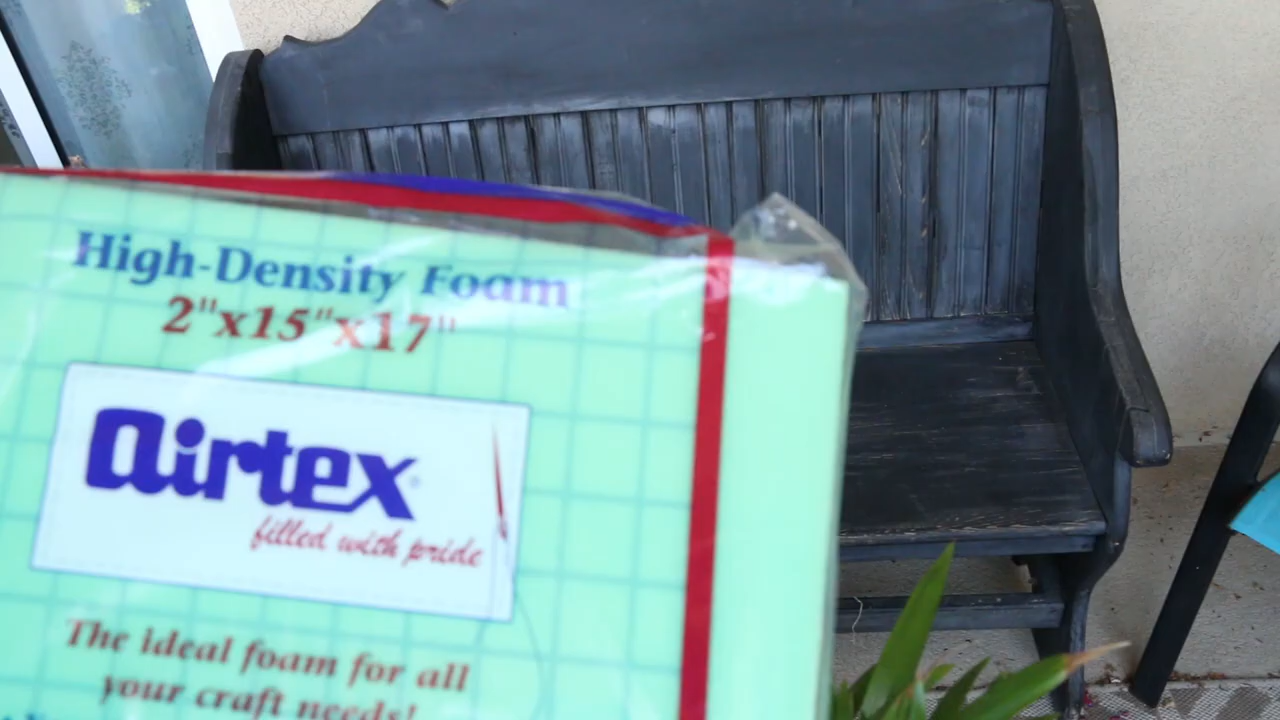 High-Density Foam
2"x15"x17"
airtex
filled with pride
The ideal foam for all
your craft needs!